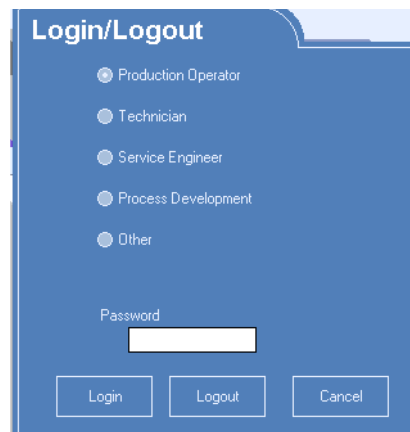 Login/Logout
Production Operator
Technician
Service Engineer
Process Development
Other
Password
Login Logout Cancel